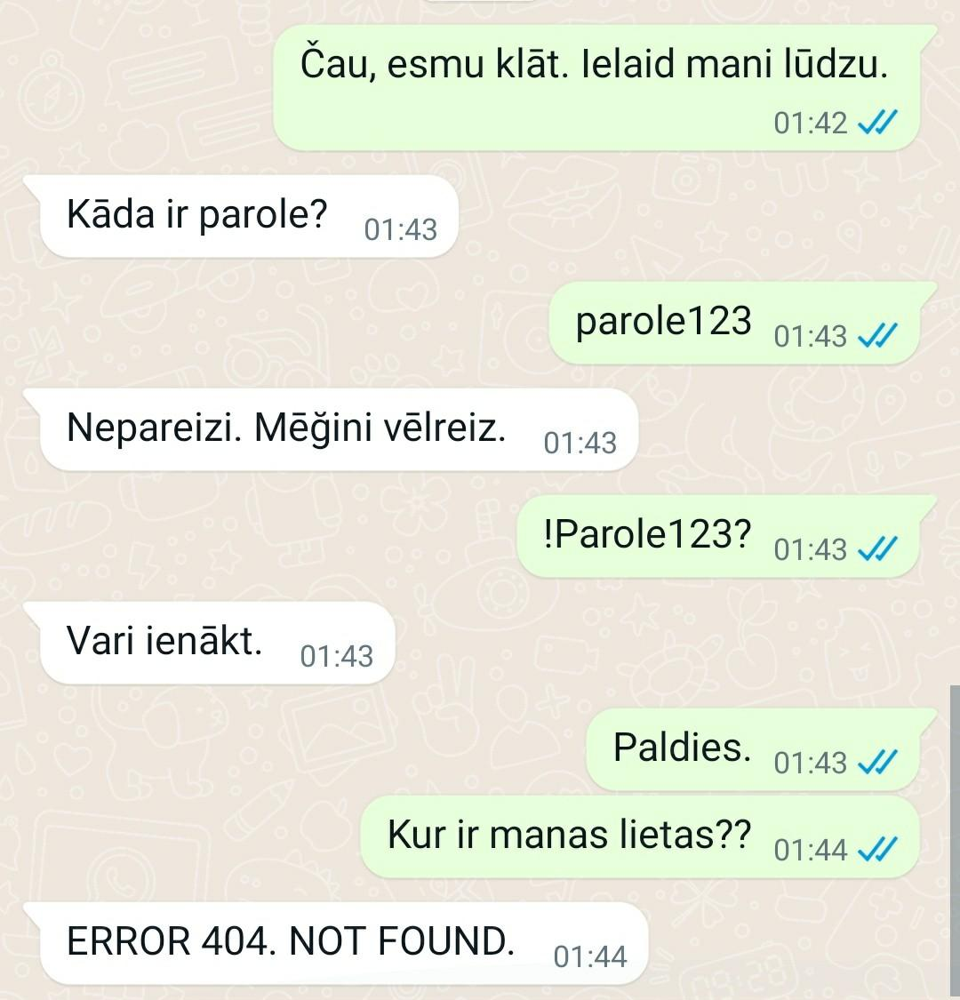 Čau, esmu klāt. Ielaid mani lūdzu.
01:42
Kāda ir parole? 01:43
parole123 01:43
Nepareizi. Mēğini vēlreiz. 01:43
!Parole123? 01:43
Vari ienākt. 01:43
Paldies. 01:43
Kur ir manas lietas?? 01:44
ERROR 404. NOT FOUND. 01:44